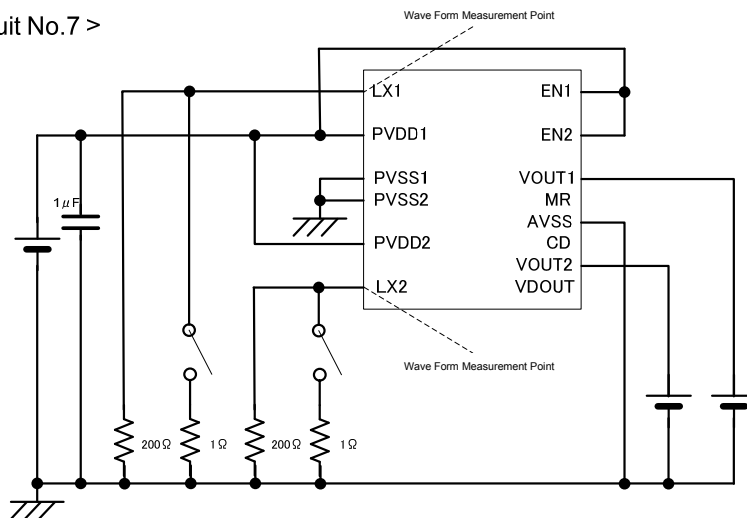 uit No.7 >
Wave Form Measurement Point
LX1
EN1
PVDD1
EN2
PVSS1
VOUT1
PVSS2
MR
AVSS
PVDD2
CD
VOUT2
LX2
VDOUT
1μF
Wave Form Measurement Point
200Ω
1Ω
200Ω
1Ω